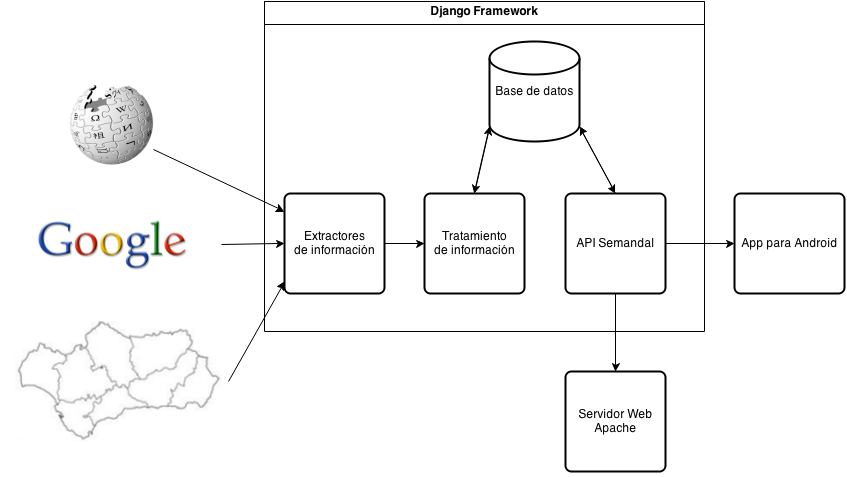 Django Framework
Base de datos
Google
Extractores
de información
Tratamiento
de información
API Semandal
App para Android
Servidor Web
Apache